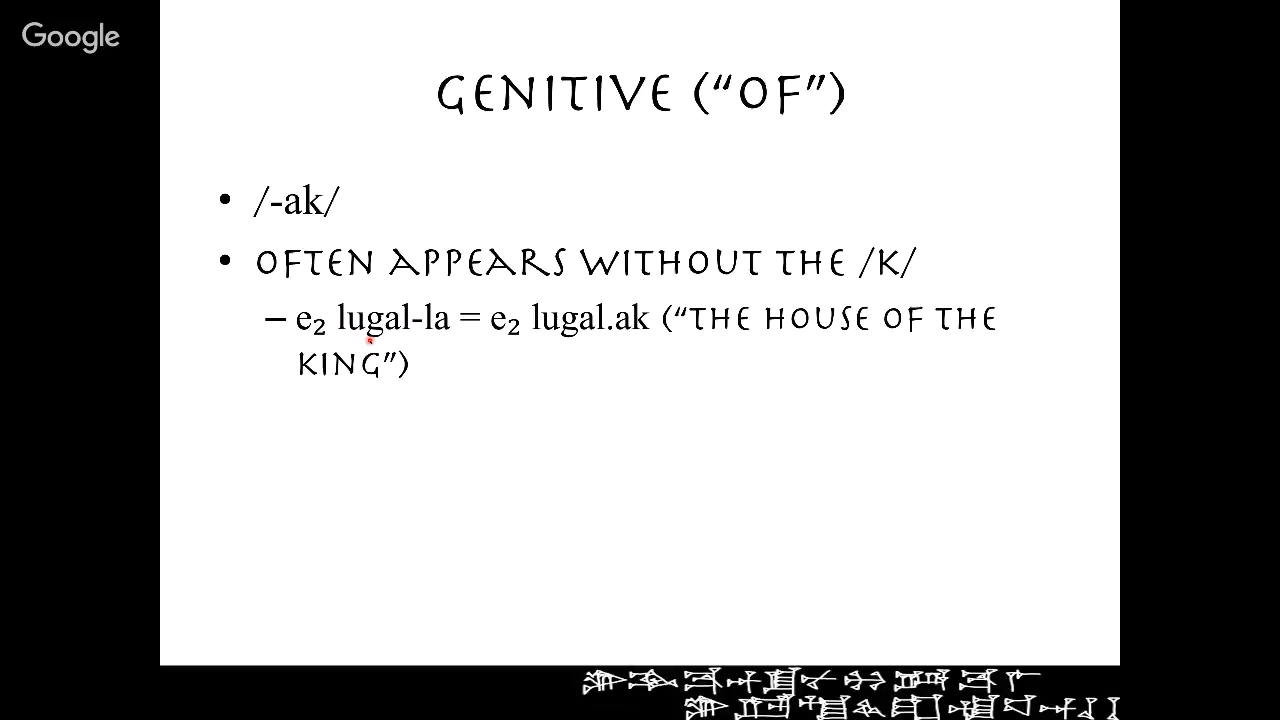 Google
GENITIVE (“OF”)
• /-ak/
• OFTEN APPEARS WITHOUT THE /K/
– e₂ lugal-la = e₂ lugal.ak (“THE HOUSE OF THE
KING”)